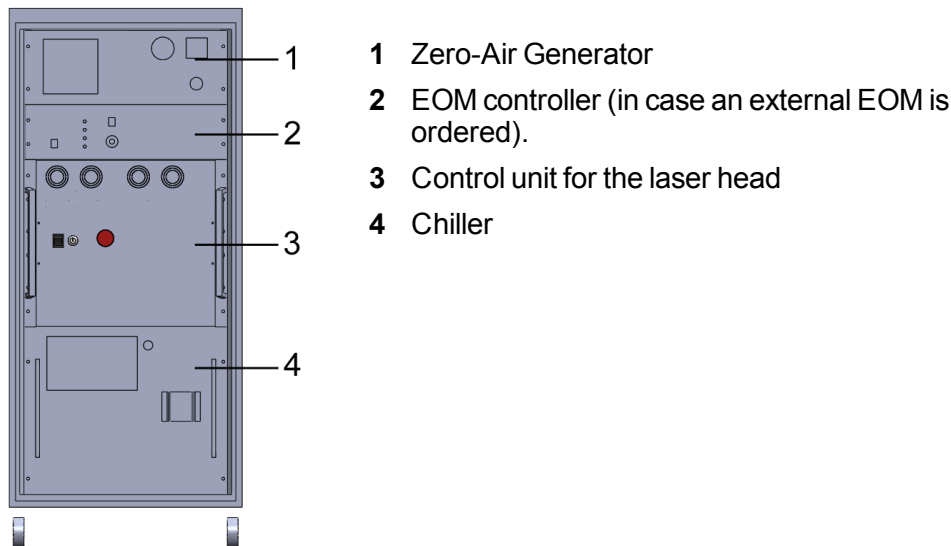 1
2
3
4
1 Zero-Air Generator
2 EOM controller (in case an external EOM is
ordered).
3 Control unit for the laser head
4 Chiller